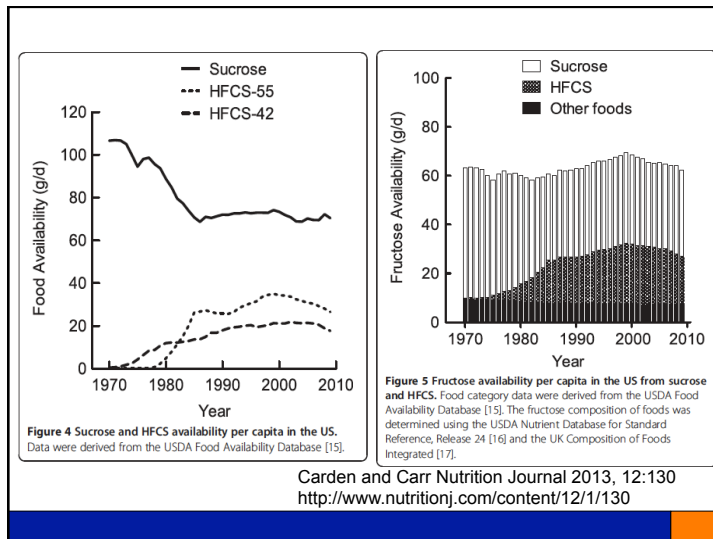 Sucrose
HFCS-55
HFCS-42
120
100
80
60
40
20
0
Food Availability (g/d)
1970 1980 1990 2000 2010
Year
Figure 4 Sucrose and HFCS availability per capita in the US.
Data were derived from the USDA Food Availability Database [15].
Sucrose
HFCS
Other foods
100
80
60
40
20
0
Fructose Availability (g/d)
1970 1980 1990 2000 2010
Year
Figure 5 Fructose availability per capita in the US from sucrose
and HFCS. Food category data were derived from the USDA Food
Availability Database [15]. The fructose composition of foods was
determined using the USDA Nutrient Database for Standard
Reference, Release 24 [16] and the UK Composition of Foods
Integrated [17].
Carden and Carr Nutrition Journal 2013, 12:130
http://www.nutritionj.com/content/12/1/130